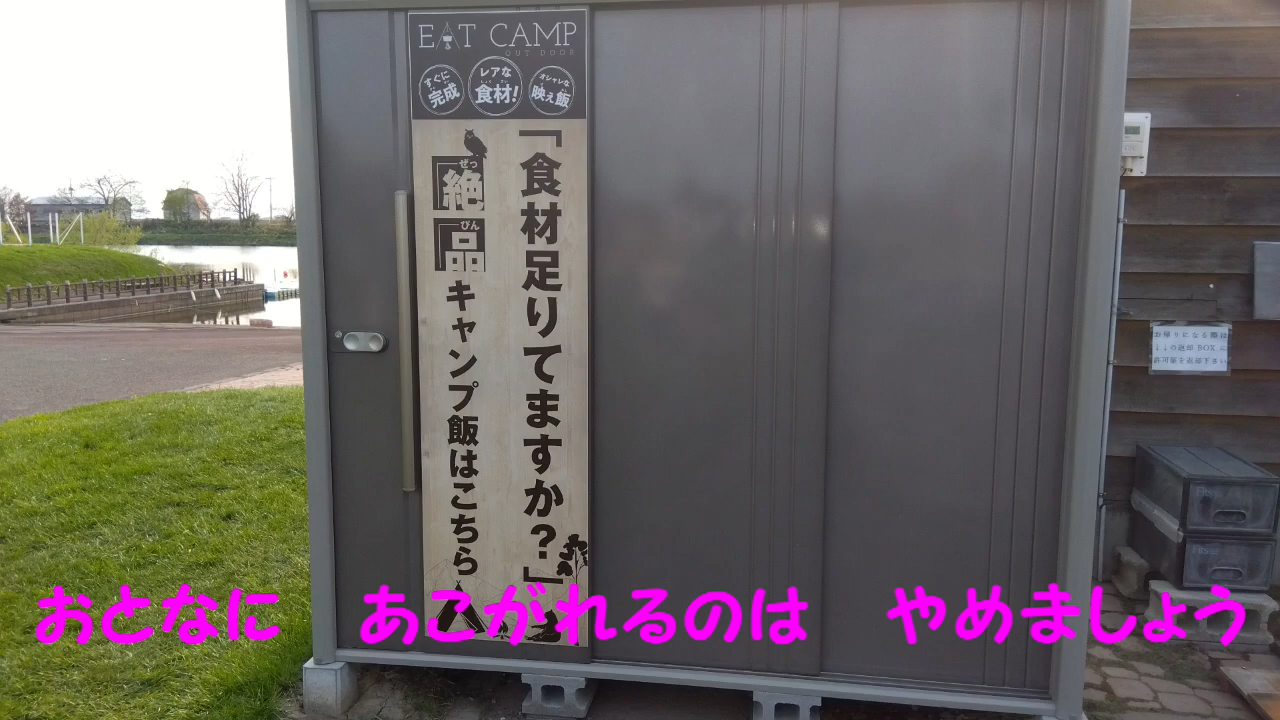 EAT CAMP
OUT DOOR
すぐに
完成
レアな
食材!
オシャレな
映え飯
「食材足りてますか?」
絶品キャンプ飯はこちら
おとなに あこがれるのは やめましょう